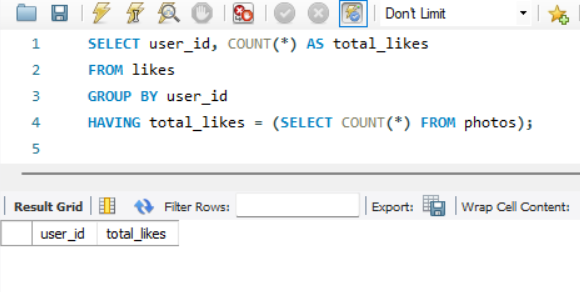 Don't Limit
1 SELECT user_id, COUNT(*) AS total_likes
2 FROM likes
3 GROUP BY user_id
4 HAVING total_likes = (SELECT COUNT(*) FROM photos);
5
Result Grid Filter Rows: Export: Wrap Cell Content:
user_id total_likes